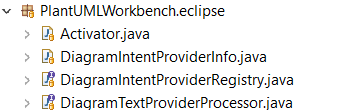 PlantUMLWorkbench.eclipse
Activator.java
DiagramIntentProviderInfo.java
DiagramIntentProviderRegistry.java
DiagramTextProviderProcessor.java